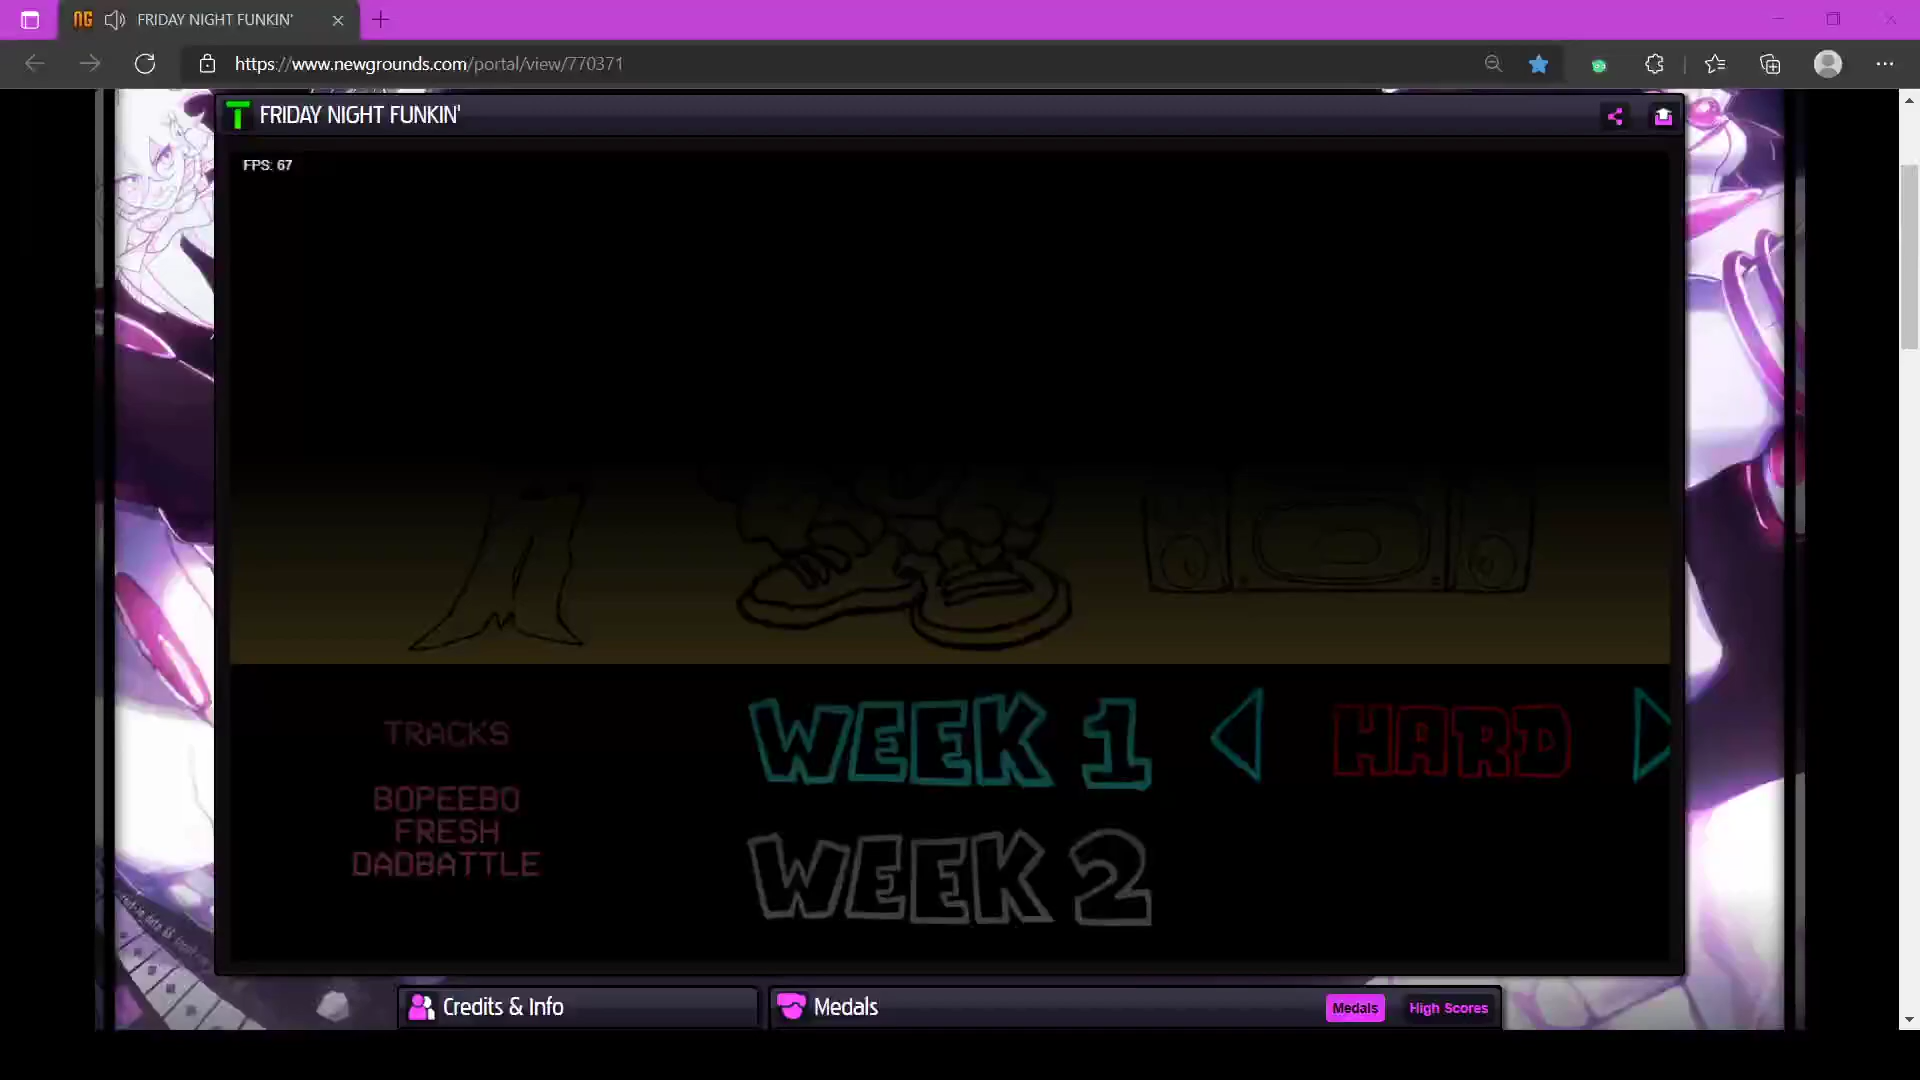 FRIDAY NIGHT FUNKIN'
https://www.newgrounds.com/portal/view/770371
FRIDAY NIGHT FUNKIN'
FPS: 67
TRACKS
BOPEEBO
FRESH
DADBATTLE
WEEK 1
HARD
WEEK 2
Credits & Info
Medals
Medals
High Scores